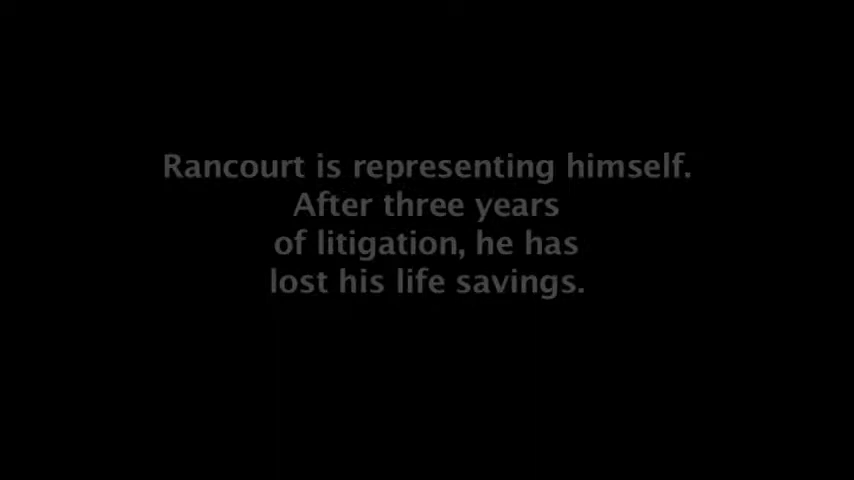 Rancourt is representing himself.
After three years
of litigation, he has
lost his life savings.